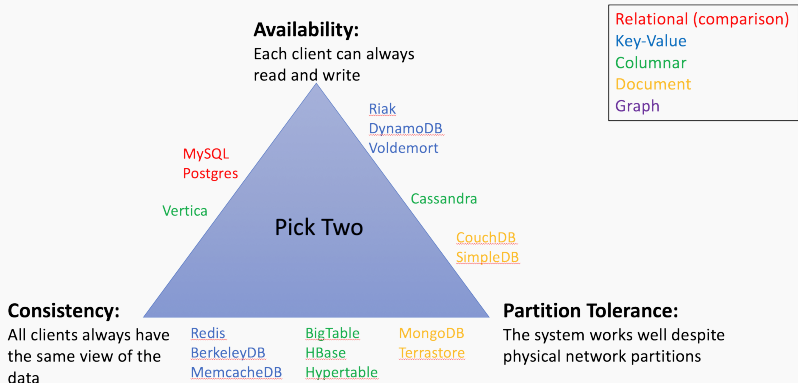 Availability:
Each client can always
read and write
Relational (comparison)
Key-Value
Columnar
Document
Graph
Riak
DynamoDB
Voldemort
MySQL
Postgres
Vertica
Cassandra
Pick Two
CouchDB
SimpleDB
Consistency:
All clients always have
the same view of the
data
Redis
BerkeleyDB
MemcacheDB
BigTable
HBase
Hypertable
MongoDB
Terrastore
Partition Tolerance:
The system works well despite
physical network partitions